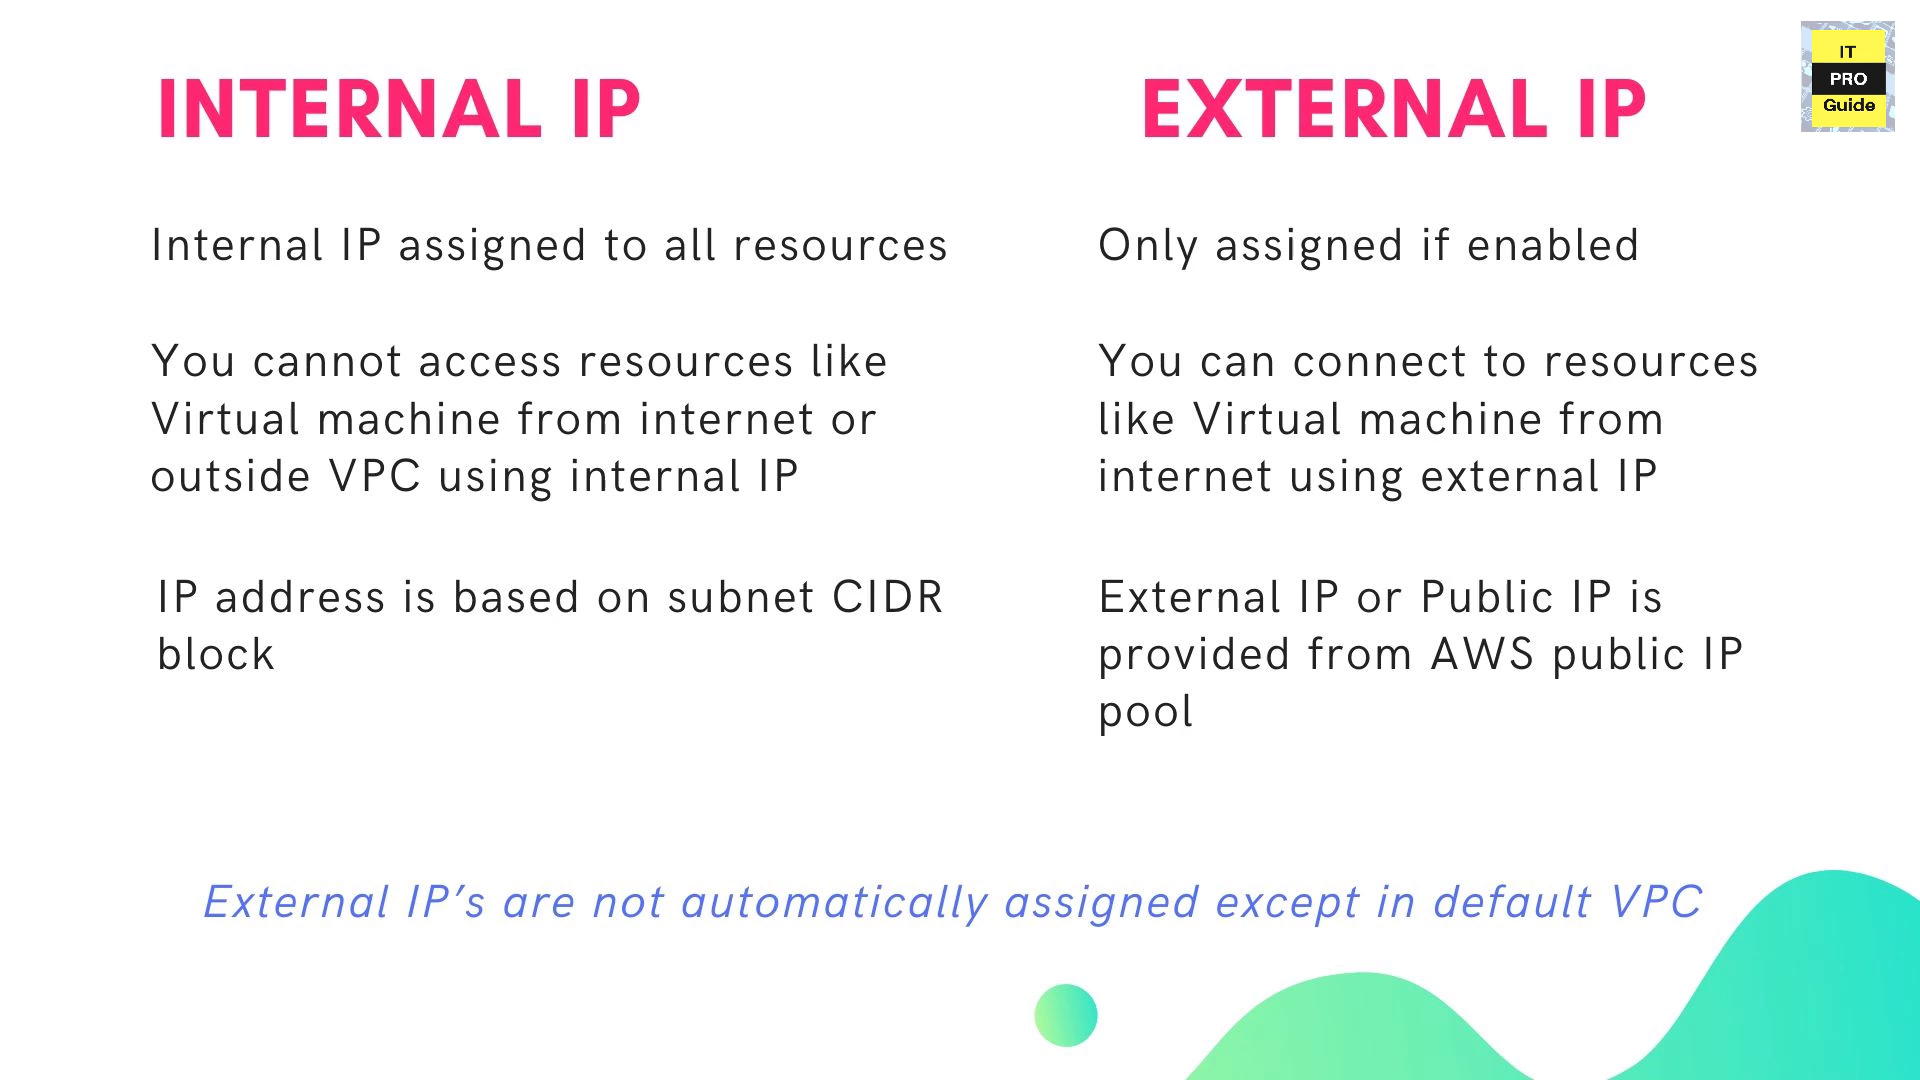 INTERNAL IP
Internal IP assigned to all resources
You cannot access resources like
Virtual machine from internet or
outside VPC using internal IP
IP address is based on subnet CIDR
block
EXTERNAL IP
Only assigned if enabled
You can connect to resources
like Virtual machine from
internet using external IP
External IP or Public IP is
provided from AWS public IP
pool
External IP’s are not automatically assigned except in default VPC
IT
PRO
Guide